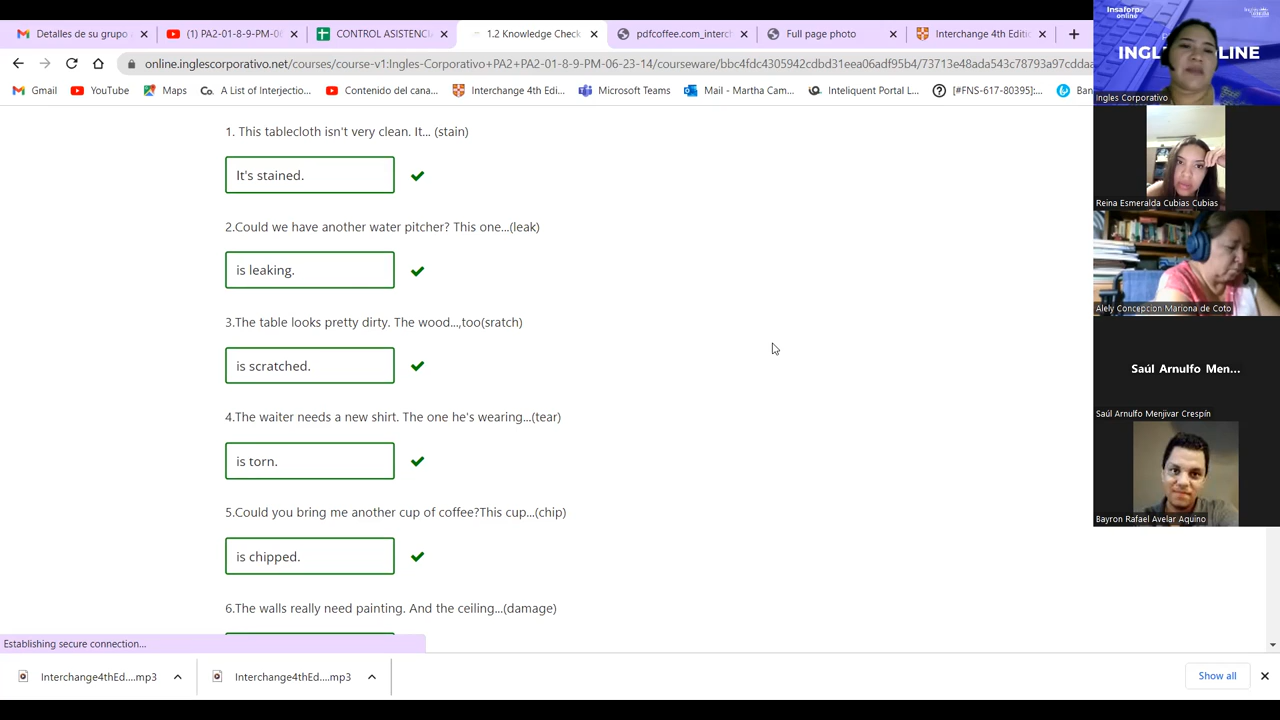 Detalles de su grupo
(1) PA2-01-8-9-PM-0
CONTROL ASISTENC
1.2 Knowledge Check
pdfcoffee.com_interc
Full page photo
Interchange 4th Editi
online.inglescorporativo.net/courses/course-v1:Ingles-Corporativo+PA2+PA2-01-8-9-PM-06-23-14/courseware/bbc4fdc4305942cdbd31eea06adf95b4/73713e48ada543c78793a97cddaa
Gmail
YouTube
Maps
A List of Interjectio...
Contenido del cana...
Interchange 4th Edi...
Microsoft Teams
Mail - Martha Cam...
Inteliquent Portal L...
[#FNS-617-80395]:...
Ban
1. This tablecloth isn't very clean. It... (stain)
It's stained.
2.Could we have another water pitcher? This one...(leak)
is leaking.
3.The table looks pretty dirty. The wood...,too(sratch)
is scratched.
4.The waiter needs a new shirt. The one he's wearing...(tear)
is torn.
5.Could you bring me another cup of coffee?This cup...(chip)
is chipped.
6.The walls really need painting. And the ceiling...(damage)
Establishing secure connection...
Interchange4thEd....mp3
Interchange4thEd....mp3
Show all
Insaforp
online
INGL
LINE
Ingles Corporativo
Reina Esmeralda Cubias Cubias
Alely Concepcion Mariona de Coto
Saúl Arnulfo Men...
Saúl Arnulfo Menjivar Crespín
Bayron Rafael Avelar Aquino